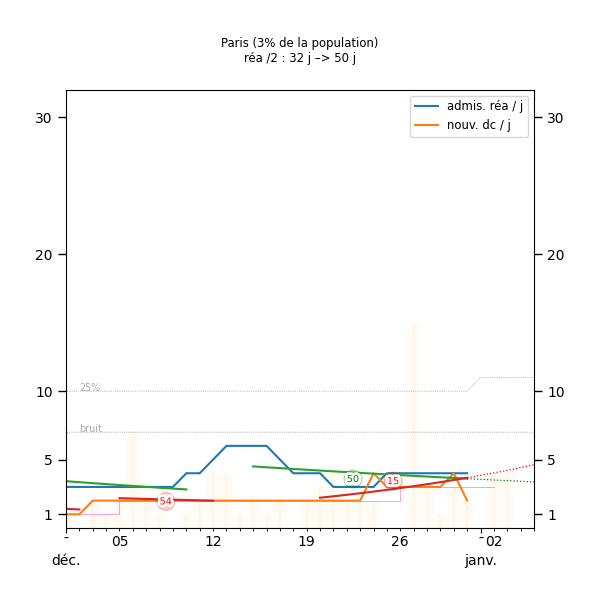 Paris (3% de la population)
réa /2 : 32 j –> 50 j
admis. réa / j
nouv. dc / j
30 30
20 20
25%
10 10
bruit
5 5
50 15
54
1 1
- 05 12 19 26 - 02
déc. janv.